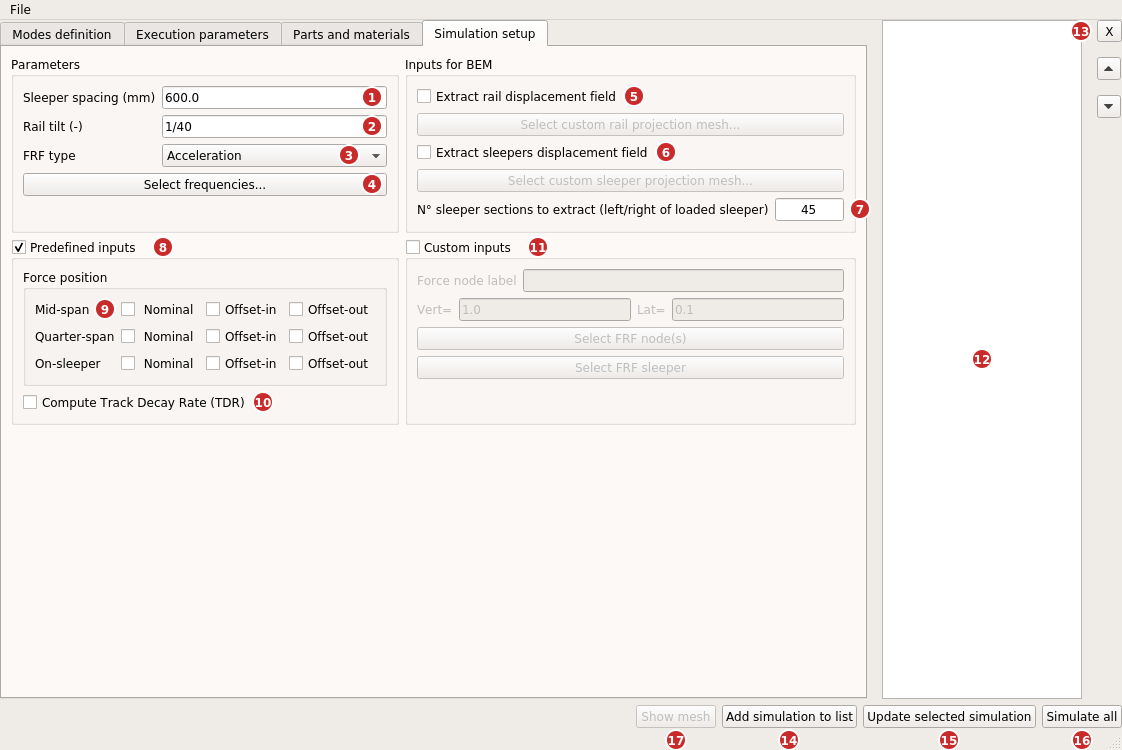 File
Modes definition Execution parameters Parts and materials Simulation setup
Parameters
Sleeper spacing (mm) 600.0 1
Rail tilt (-) 1/40 2
FRF type Acceleration 3
Select frequencies... 4
Inputs for BEM
Extract rail displacement field 5
Select custom rail projection mesh...
Extract sleepers displacement field 6
Select custom sleeper projection mesh...
N° sleeper sections to extract (left/right of loaded sleeper) 45 7
Predefined inputs 8
Force position
Mid-span 9 Nominal Offset-in Offset-out
Quarter-span Nominal Offset-in Offset-out
On-sleeper Nominal Offset-in Offset-out
Compute Track Decay Rate (TDR) 10
Custom inputs 11
Force node label
Vert= 1.0 Lat= 0.1
Select FRF node(s)
Select FRF sleeper
12
13 X
Show mesh Add simulation to list Update selected simulation Simulate all
17 14 15 16